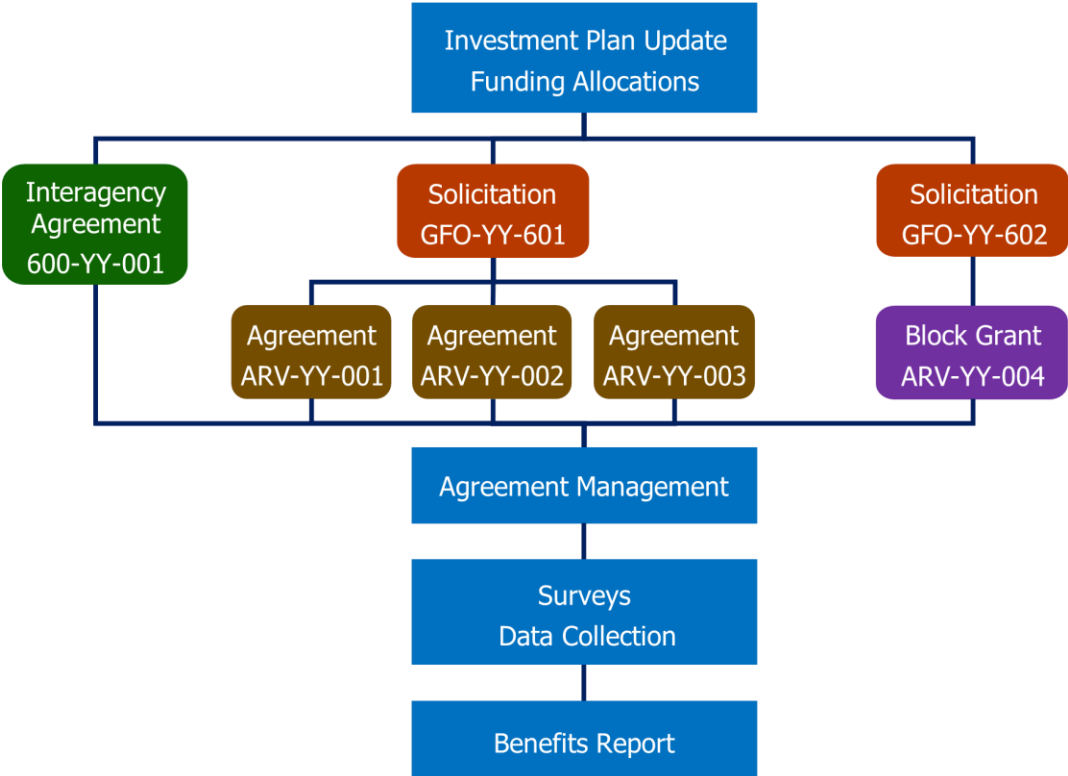 Investment Plan Update
Funding Allocations
Interagency
Agreement
600-YY-001
Solicitation
GFO-YY-601
Solicitation
GFO-YY-602
Agreement
ARV-YY-001
Agreement
ARV-YY-002
Agreement
ARV-YY-003
Block Grant
ARV-YY-004
Agreement Management
Surveys
Data Collection
Benefits Report